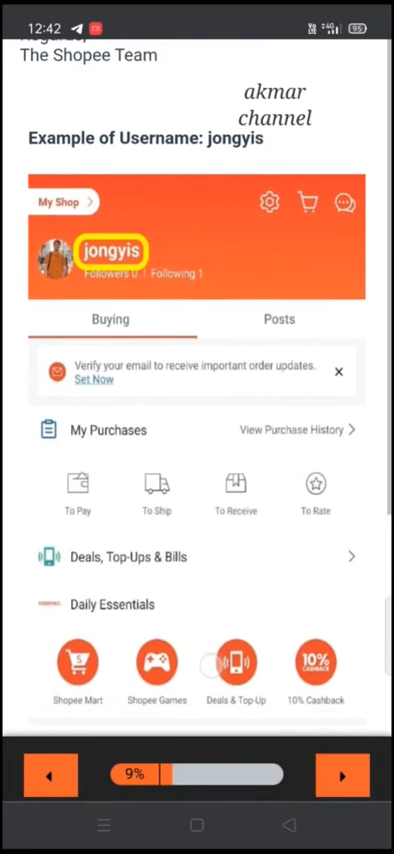 12:42
95
Regards,
The Shopee Team
akmar
channel
Example of Username: jongyis
My Shop
jongyis
Followers 0 | Following 1
Buying Posts
Verify your email to receive important order updates.
Set Now
My Purchases View Purchase History
To Pay To Ship To Receive To Rate
Deals, Top-Ups & Bills
Daily Essentials
10%
CASHBACK
Shopee Mart Shopee Games Deals & Top-Up 10% Cashback
9%